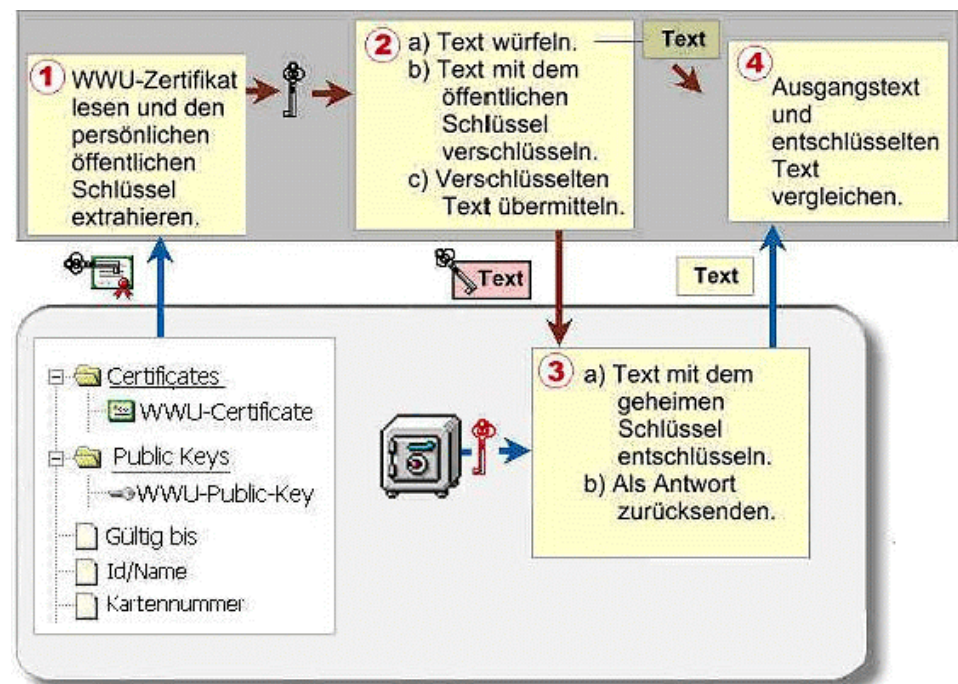 1
WWU-Zertifikat
lesen und den
persönlichen
öffentlichen
Schlüssel
extrahieren.
2
a) Text würfeln.
b) Text mit dem
öffentlichen
Schlüssel
verschlüsseln.
c) Verschlüsselten
Text übermitteln.
Text
4
Ausgangstext
und
entschlüsselten
Text
vergleichen.
Text
Text
Certificates
WWU-Certificate
Public Keys
WWU-Public-Key
Gültig bis
Id/Name
Kartennummer
3
a) Text mit dem
geheimen
Schlüssel
entschlüsseln.
b) Als Antwort
zurücksenden.